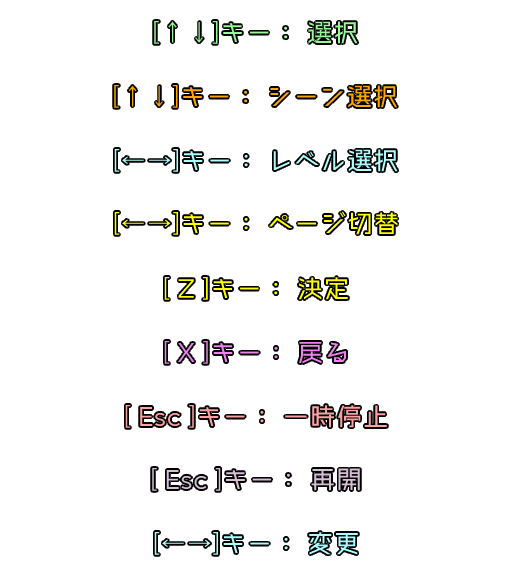 [↑↓]キー： 選択
[↑↓]キー： シーン選択
[←→]キー： レベル選択
[←→]キー： ページ切替
[Z]キー： 決定
[X]キー： 戻る
[Esc]キー： 一時停止
[Esc]キー： 再開
[←→]キー： 変更